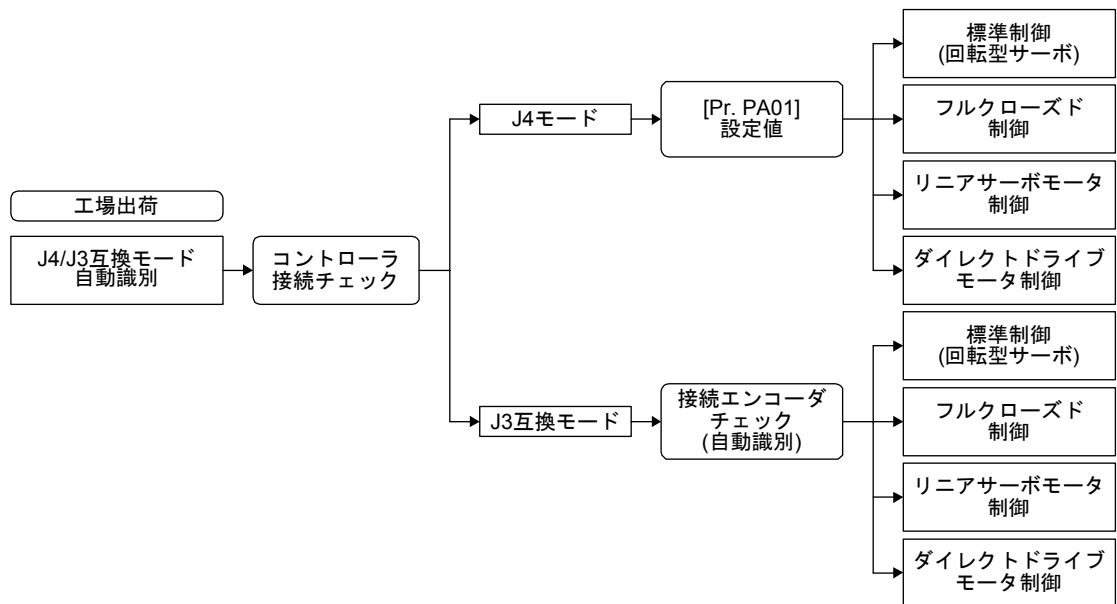 工場出荷
J4/J3互換モード
自動識別
コントローラ
接続チェック
J4モード
[Pr. PA01]
設定値
標準制御
(回転型サーボ)
フルクローズド
制御
リニアサーボモータ
制御
ダイレクトドライブ
モータ制御
J3互換モード
接続エンコーダ
チェック
(自動識別)
標準制御
(回転型サーボ)
フルクローズド
制御
リニアサーボモータ
制御
ダイレクトドライブ
モータ制御